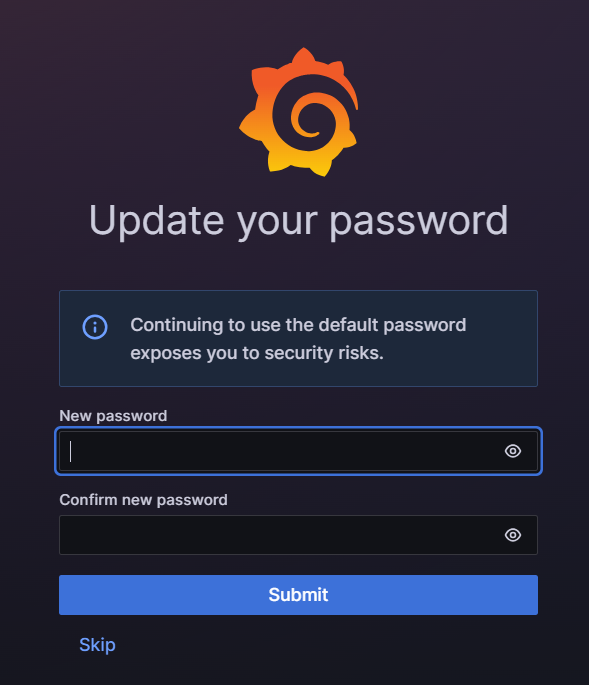 Update your password
Continuing to use the default password
exposes you to security risks.
New password
Confirm new password
Submit
Skip